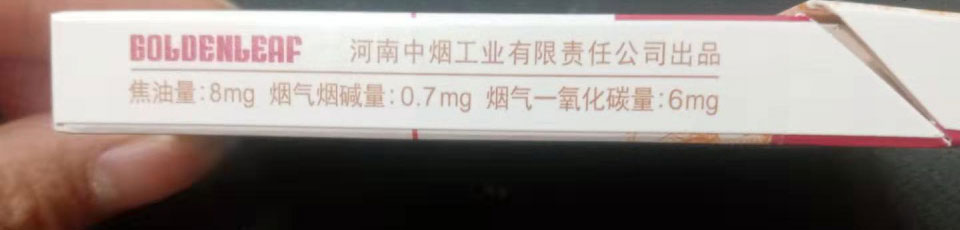 GOLDENLEAF 河南中烟工业有限责任公司出品
焦油量:8mg 烟气烟碱量:0.7mg 烟气一氧化碳量:6mg